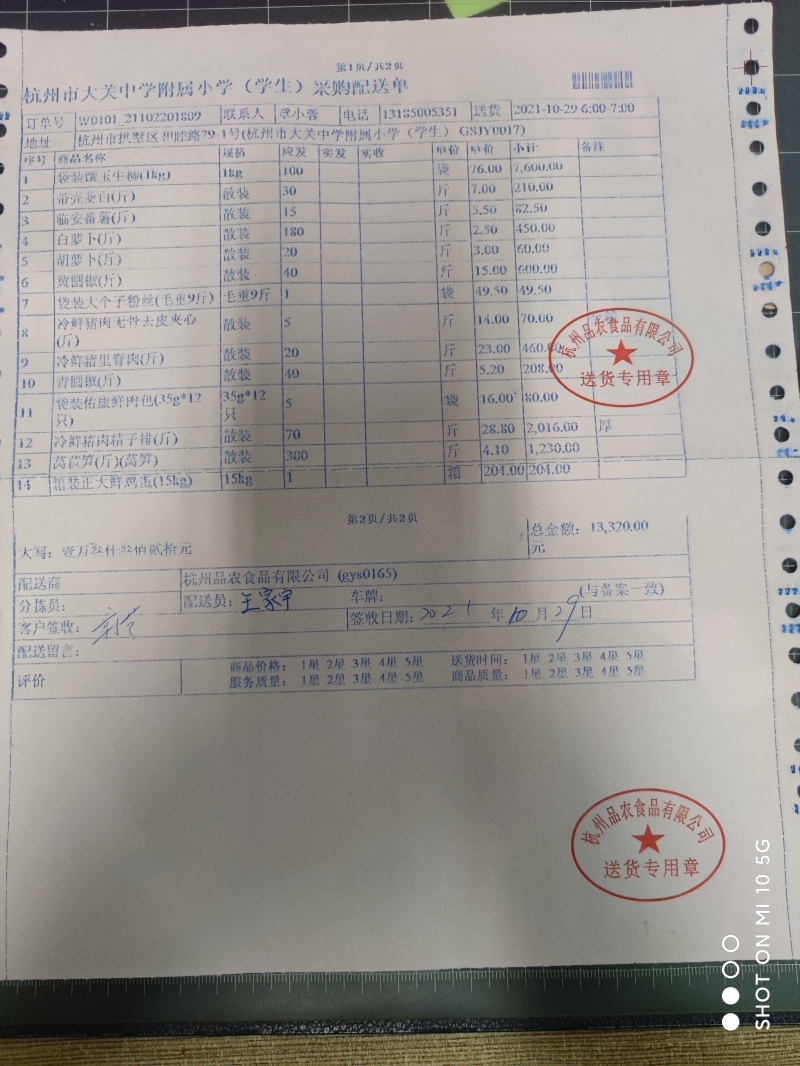 第1页/共2页
杭州市大关中学附属小学（学生）采购配送单
订单号 W0101_21102201809 联系人 章小蓉 电话 13185005351 送货 2021-10-29 6:00-7:00
地址 杭州市拱墅区和睦路79-1号(杭州市大关中学附属小学（学生）GSJY0017)
序号 商品名称 规格 应发 实发 实收 单位 单价 小计 备注
1 袋装馔玉牛柳(1kg) 1kg 100 袋 76.00 7,600.00
2 带壳茭白(斤) 散装 30 斤 7.00 210.00
3 临安番薯(斤) 散装 15 斤 5.50 82.50
4 白萝卜(斤) 散装 180 斤 2.50 450.00
5 胡萝卜(斤) 散装 20 斤 3.00 60.00
6 黄圆椒(斤) 散装 40 斤 15.00 600.00
7 袋装大个子粉丝(毛重9斤) 毛重9斤 1 袋 49.50 49.50
8 冷鲜猪肉无骨去皮夹心(斤) 散装 5 斤 14.00 70.00
9 冷鲜猪里脊肉(斤) 散装 20 斤 23.00 460.00
10 青圆椒(斤) 散装 40 斤 5.20 208.00
11 袋装祐康鲜肉包(35g*12只) 35g*12只 5 袋 16.00 80.00
12 冷鲜猪肉精子排(斤) 散装 70 斤 28.80 2,016.00 厚
13 莴苣笋(斤)(莴笋) 散装 300 斤 4.10 1,230.00
14 箱装正大鲜鸡蛋(15kg) 15kg 1 箱 204.00 204.00
杭州品农食品有限公司
送货专用章
第2页/共2页
大写：壹万叁仟叁佰贰拾元 总金额：13,320.00元
配送商 杭州品农食品有限公司 (gys0165)
分拣员： 配送员：王家宇 车牌： (与备案一致)
客户签收： 签收日期：2021年10月29日
配送留言：
评价 商品价格： 1星 2星 3星 4星 5星 送货时间： 1星 2星 3星 4星 5星
服务质量： 1星 2星 3星 4星 5星 商品质量： 1星 2星 3星 4星 5星
杭州品农食品有限公司
送货专用章
SHOT ON MI 10 5G